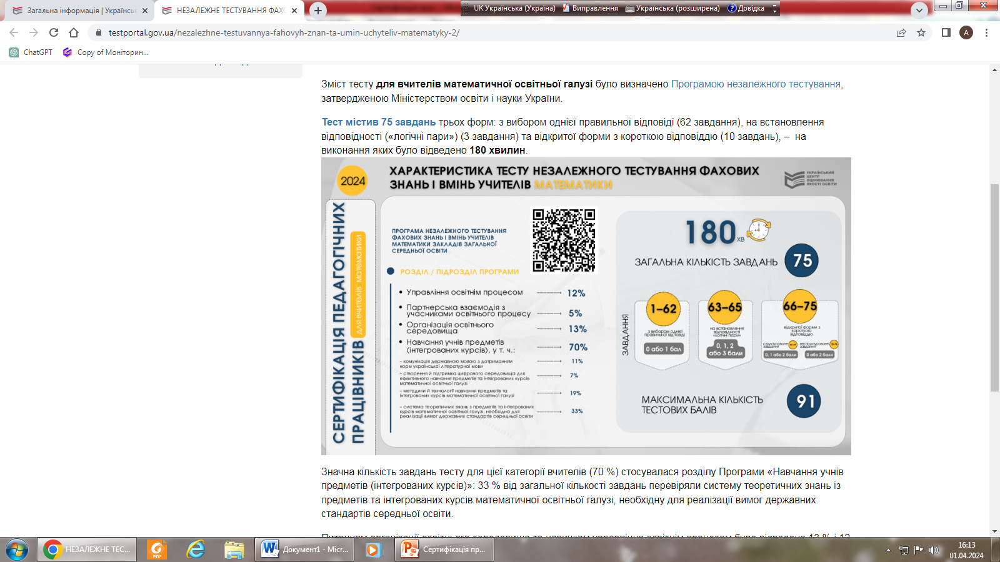 Загальна інформація | Українськ
НЕЗАЛЕЖНЕ ТЕСТУВАННЯ ФАХО
UK Українська (Україна) Виправлення Українська (розширена) Довідка
testportal.gov.ua/nezalezhne-testuvannya-fahovyh-znan-ta-umin-uchyteliv-matematyky-2/
A
ChatGPT
Copy of Моніторин...
Зміст тесту для вчителів математичної освітньої галузі було визначено Програмою незалежного тестування,
затвердженою Міністерством освіти і науки України.
Тест містив 75 завдань трьох форм: з вибором однієї правильної відповіді (62 завдання), на встановлення
відповідності («логічні пари») (3 завдання) та відкритої форми з короткою відповіддю (10 завдань), – на
виконання яких було відведено 180 хвилин.
2024
ХАРАКТЕРИСТИКА ТЕСТУ НЕЗАЛЕЖНОГО ТЕСТУВАННЯ ФАХОВИХ
ЗНАНЬ І ВМІНЬ УЧИТЕЛІВ МАТЕМАТИКИ
УКРАЇНСЬКИЙ
ЦЕНТР
ОЦІНЮВАННЯ
ЯКОСТІ ОСВІТИ
СЕРТИФІКАЦІЯ ПЕДАГОГІЧНИХ
ПРАЦІВНИКІВ
для вчителів математики
ПРОГРАМА НЕЗАЛЕЖНОГО ТЕСТУВАННЯ
ФАХОВИХ ЗНАНЬ І ВМІНЬ УЧИТЕЛІВ
МАТЕМАТИКИ ЗАКЛАДІВ ЗАГАЛЬНОЇ
СЕРЕДНЬОЇ ОСВІТИ
РОЗДІЛ / ПІДРОЗДІЛ ПРОГРАМИ
• Управління освітнім процесом 12%
• Партнерська взаємодія з
учасниками освітнього процесу 5%
• Організація освітнього
середовища 13%
• Навчання учнів предметів
(інтегрованих курсів), у т. ч.: 70%
– комунікація державною мовою з дотриманням
норм української літературної мови 11%
– створення й підтримка цифрового середовища для
ефективного навчання предметів та інтегрованих курсів
математичної освітньої галузі 7%
– методики й технології навчання предметів та
інтегрованих курсів математичної освітньої галузі 19%
– система теоретичних знань з предметів та інтегрованих
курсів математичної освітньої галузі, необхідна для
реалізації вимог державних стандартів середньої освіти 33%
180 хв
ЗАГАЛЬНА КІЛЬКІСТЬ ЗАВДАНЬ 75
ЗАВДАННЯ
1–62
з вибором однієї
правильної відповіді
0 або 1 бал
63–65
на встановлення
відповідності
«логічні пари»
0, 1, 2
або 3 бали
66–75
відкритої форми з
короткою
відповіддю
структуроване
завдання
0, 1 або 2 бали
неструктуроване
завдання
0 або 2 бали
МАКСИМАЛЬНА КІЛЬКІСТЬ
ТЕСТОВИХ БАЛІВ
91
Значна кількість завдань тесту для цієї категорії вчителів (70 %) стосувалася розділу Програми «Навчання учнів
предметів (інтегрованих курсів)»: 33 % від загальної кількості завдань перевіряли систему теоретичних знань із
предметів та інтегрованих курсів математичної освітньої галузі, необхідну для реалізації вимог державних
стандартів середньої освіти.
Питанням організації освітнього середовища та навичкам управління освітнім процесом було відведено 13 % і 12
НЕЗАЛЕЖНЕ ТЕС...
PDF
Документ1 - Micr...
Сертифікація пр...
16:13
01.04.2024